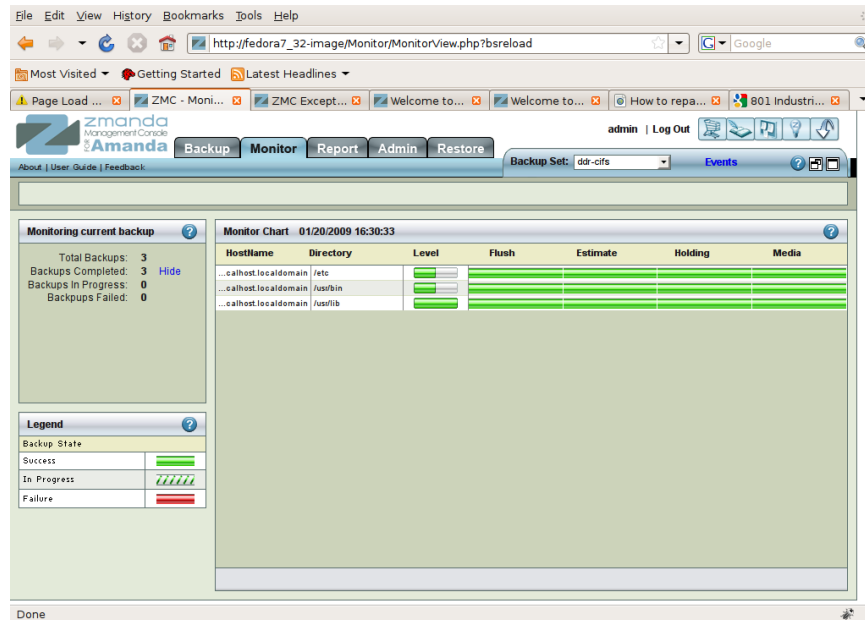 File Edit View History Bookmarks Tools Help
http://fedora7_32-image/Monitor/MonitorView.php?bsreload
G Google
Most Visited Getting Started Latest Headlines
Page Load ... ZMC - Moni... ZMC Except... Welcome to... Welcome to... How to repa... 801 Industri...
zmanda
Management Console
FOR Amanda
Backup Monitor Report Admin Restore
admin | Log Out
Backup Set: ddr-cifs Events
About | User Guide | Feedback
Monitoring current backup
Total Backups: 3
Backups Completed: 3 Hide
Backups In Progress: 0
Backpups Failed: 0
Monitor Chart 01/20/2009 16:30:33
HostName Directory Level Flush Estimate Holding Media
...calhost.localdomain /etc
...calhost.localdomain /usr/bin
...calhost.localdomain /usr/lib
Legend
Backup State
Success
In Progress
Failure
Done